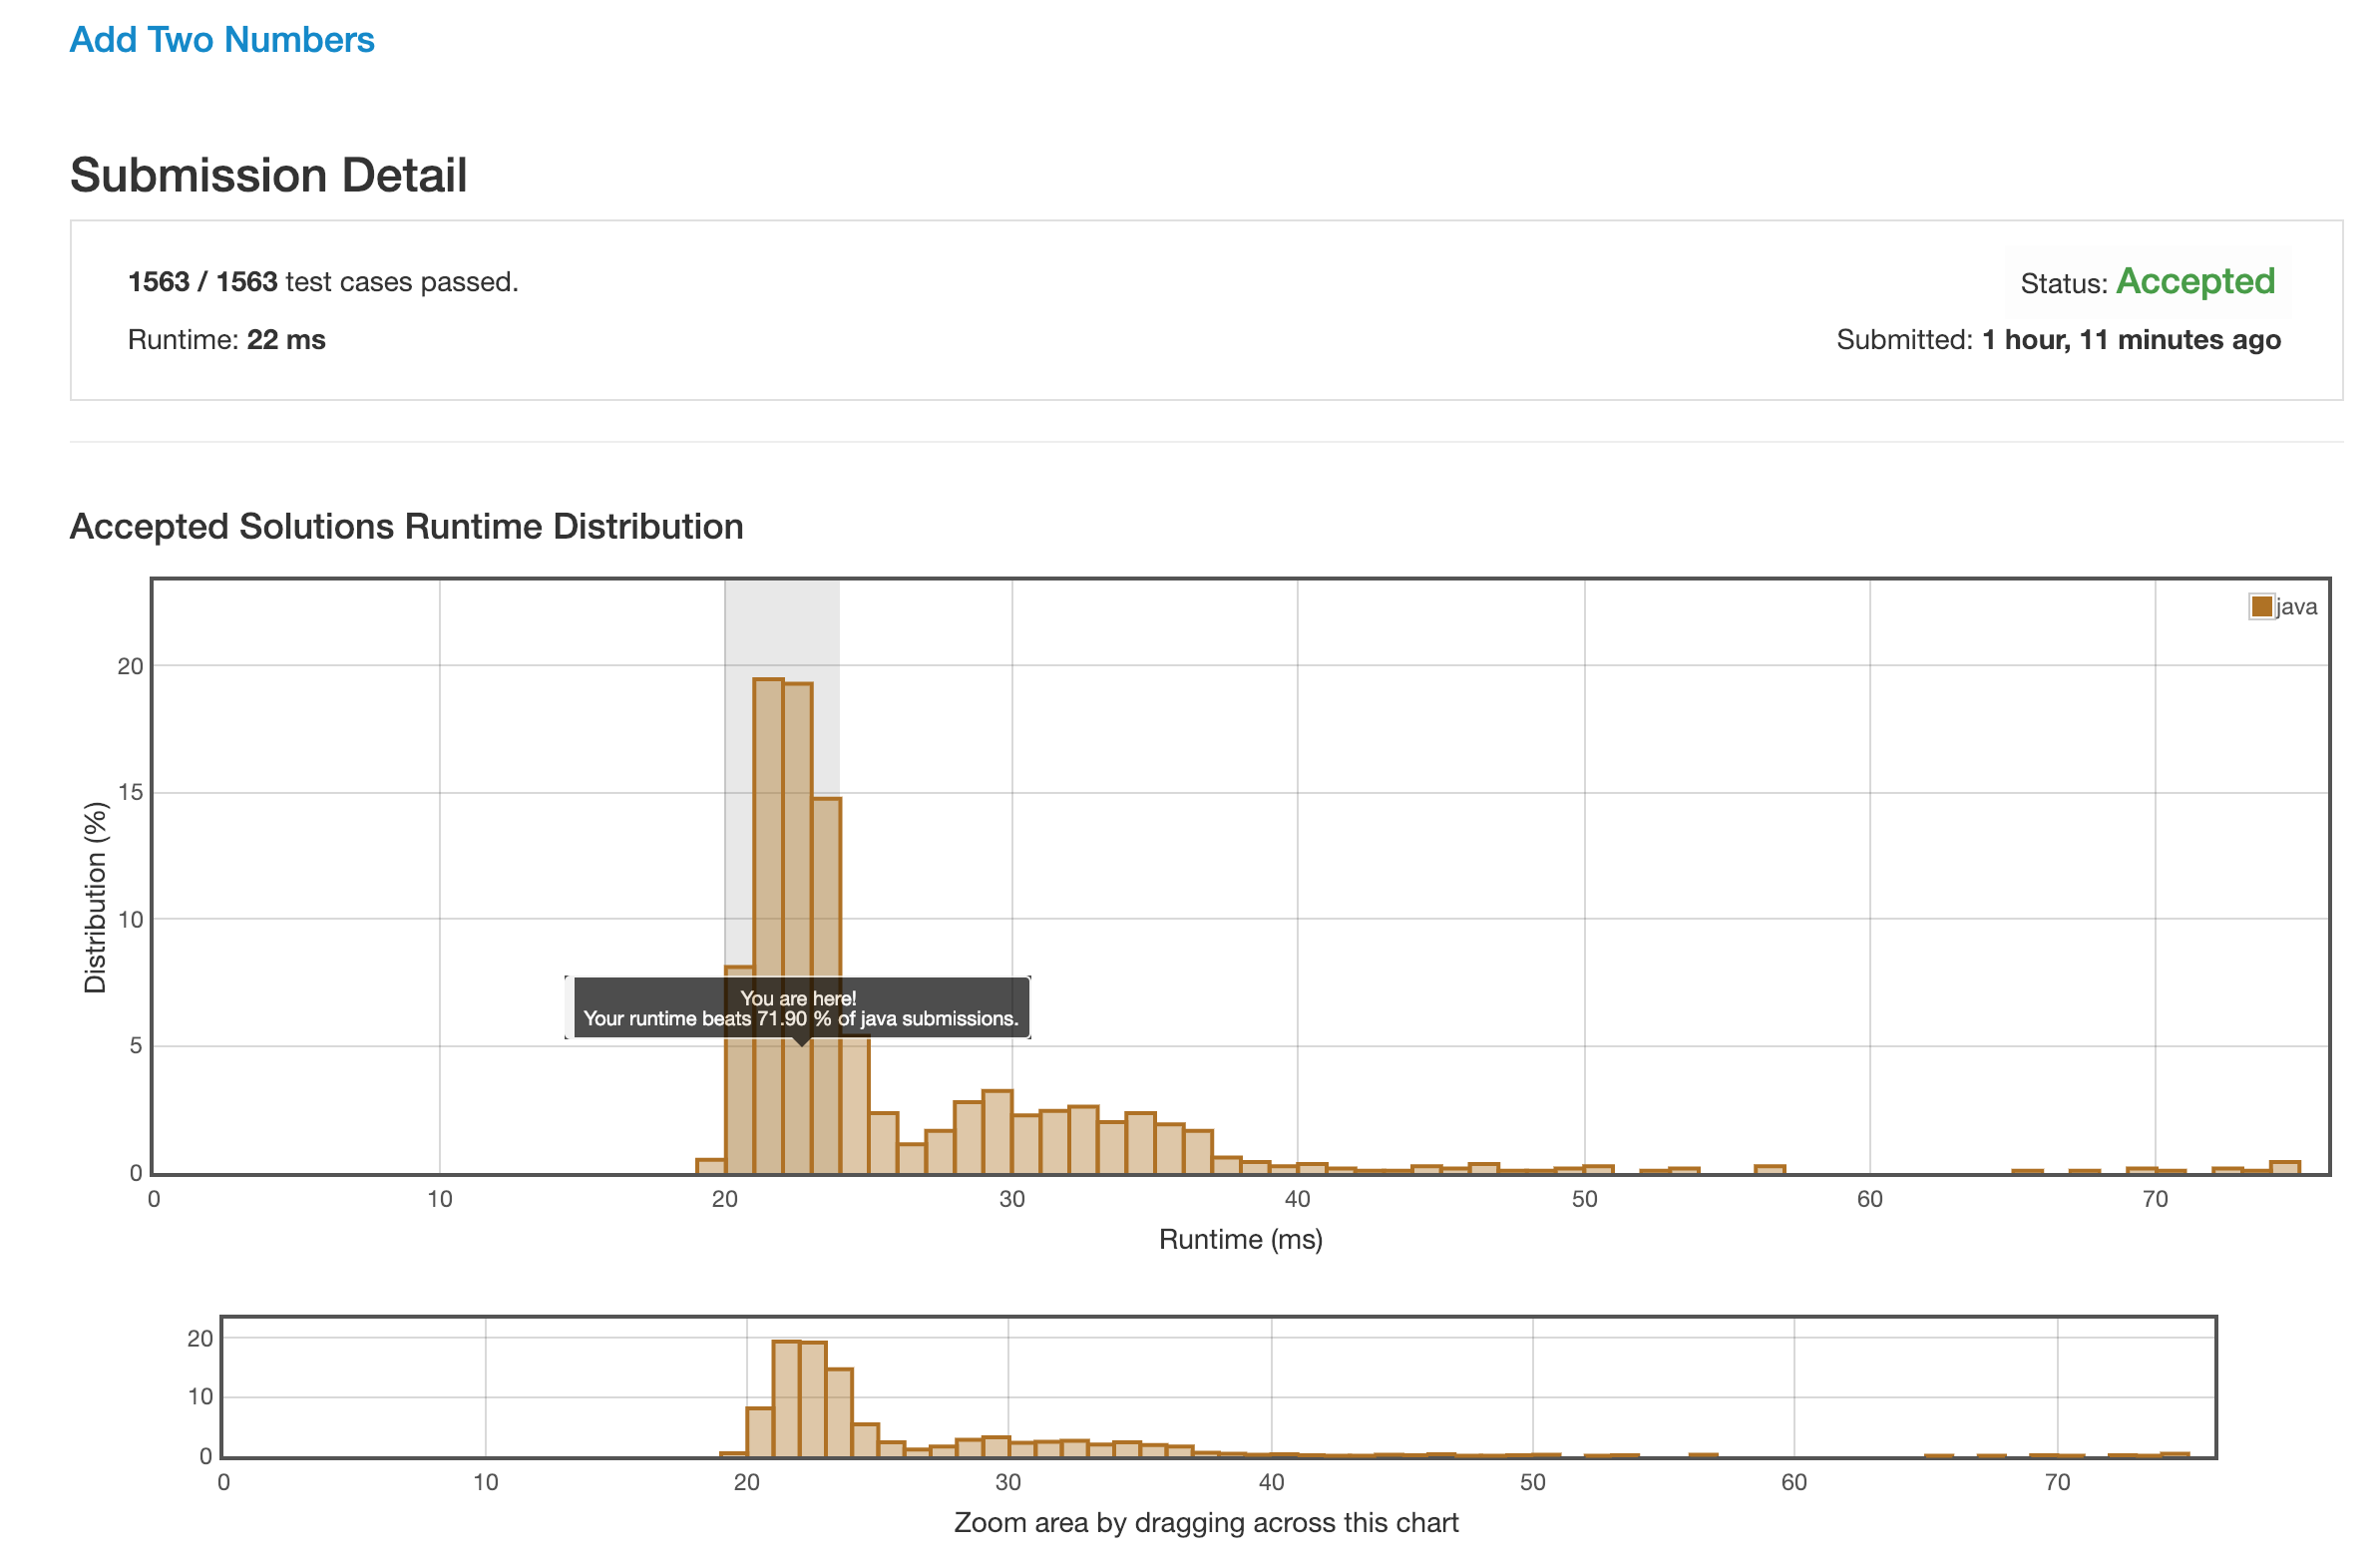 Add Two Numbers
Submission Detail
1563 / 1563 test cases passed.
Status: Accepted
Runtime: 22 ms
Submitted: 1 hour, 11 minutes ago
Accepted Solutions Runtime Distribution
java
20
15
10
5
0
Distribution (%)
You are here!
Your runtime beats 71.90 % of java submissions.
0 10 20 30 40 50 60 70
Runtime (ms)
20
10
0
0 10 20 30 40 50 60 70
Zoom area by dragging across this chart